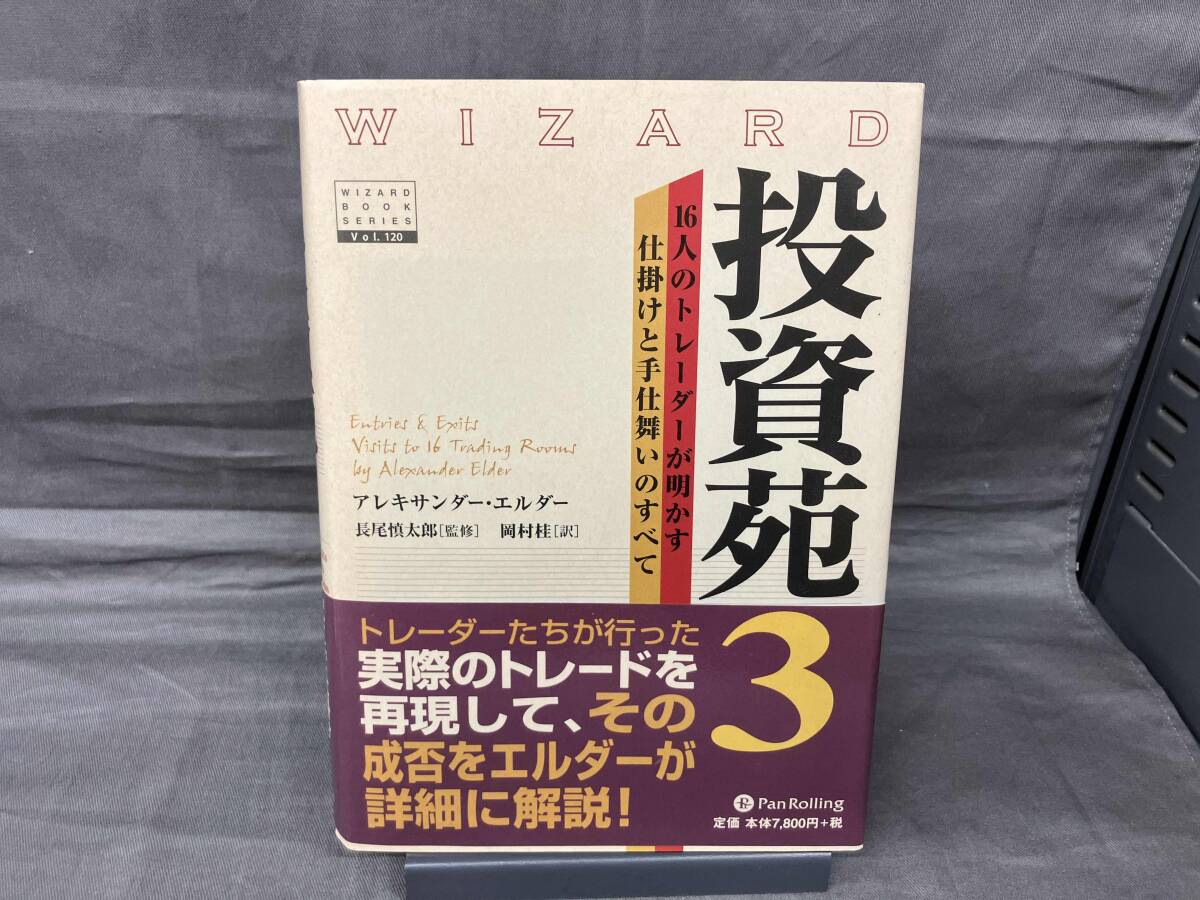 WIZARD
WIZARD
BOOK
SERIES
Vol. 120
投資苑
3
16人のトレーダーが明かす
仕掛けと手仕舞いのすべて
Entries & Exits
Visits to 16 Trading Rooms
by Alexander Elder
アレキサンダー・エルダー
長尾慎太郎[監修] 岡村桂[訳]
トレーダーたちが行った
実際のトレードを
再現して、その
成否をエルダーが
詳細に解説!
PanRolling
定価 本体7,800円+税